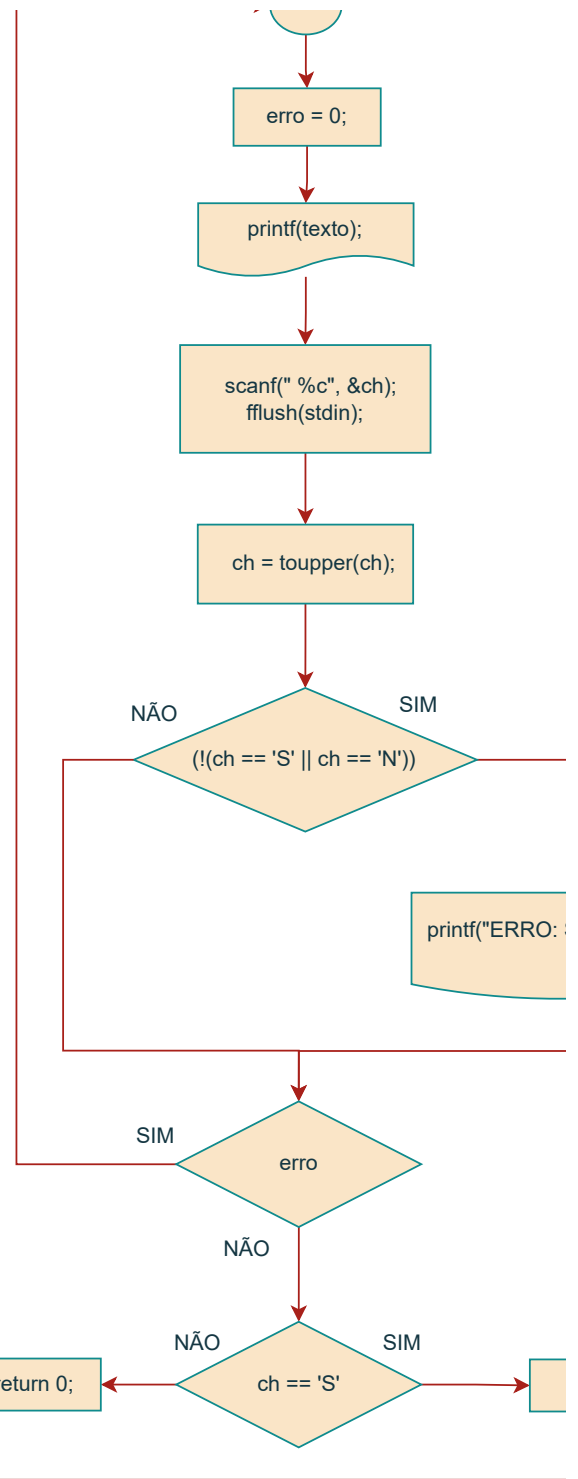 erro = 0;
printf(texto);
scanf(" %c", &ch);
fflush(stdin);
ch = toupper(ch);
NÃO
SIM
(!(ch == 'S' || ch == 'N'))
printf("ERRO:
SIM
erro
NÃO
NÃO
SIM
0;
ch == 'S'